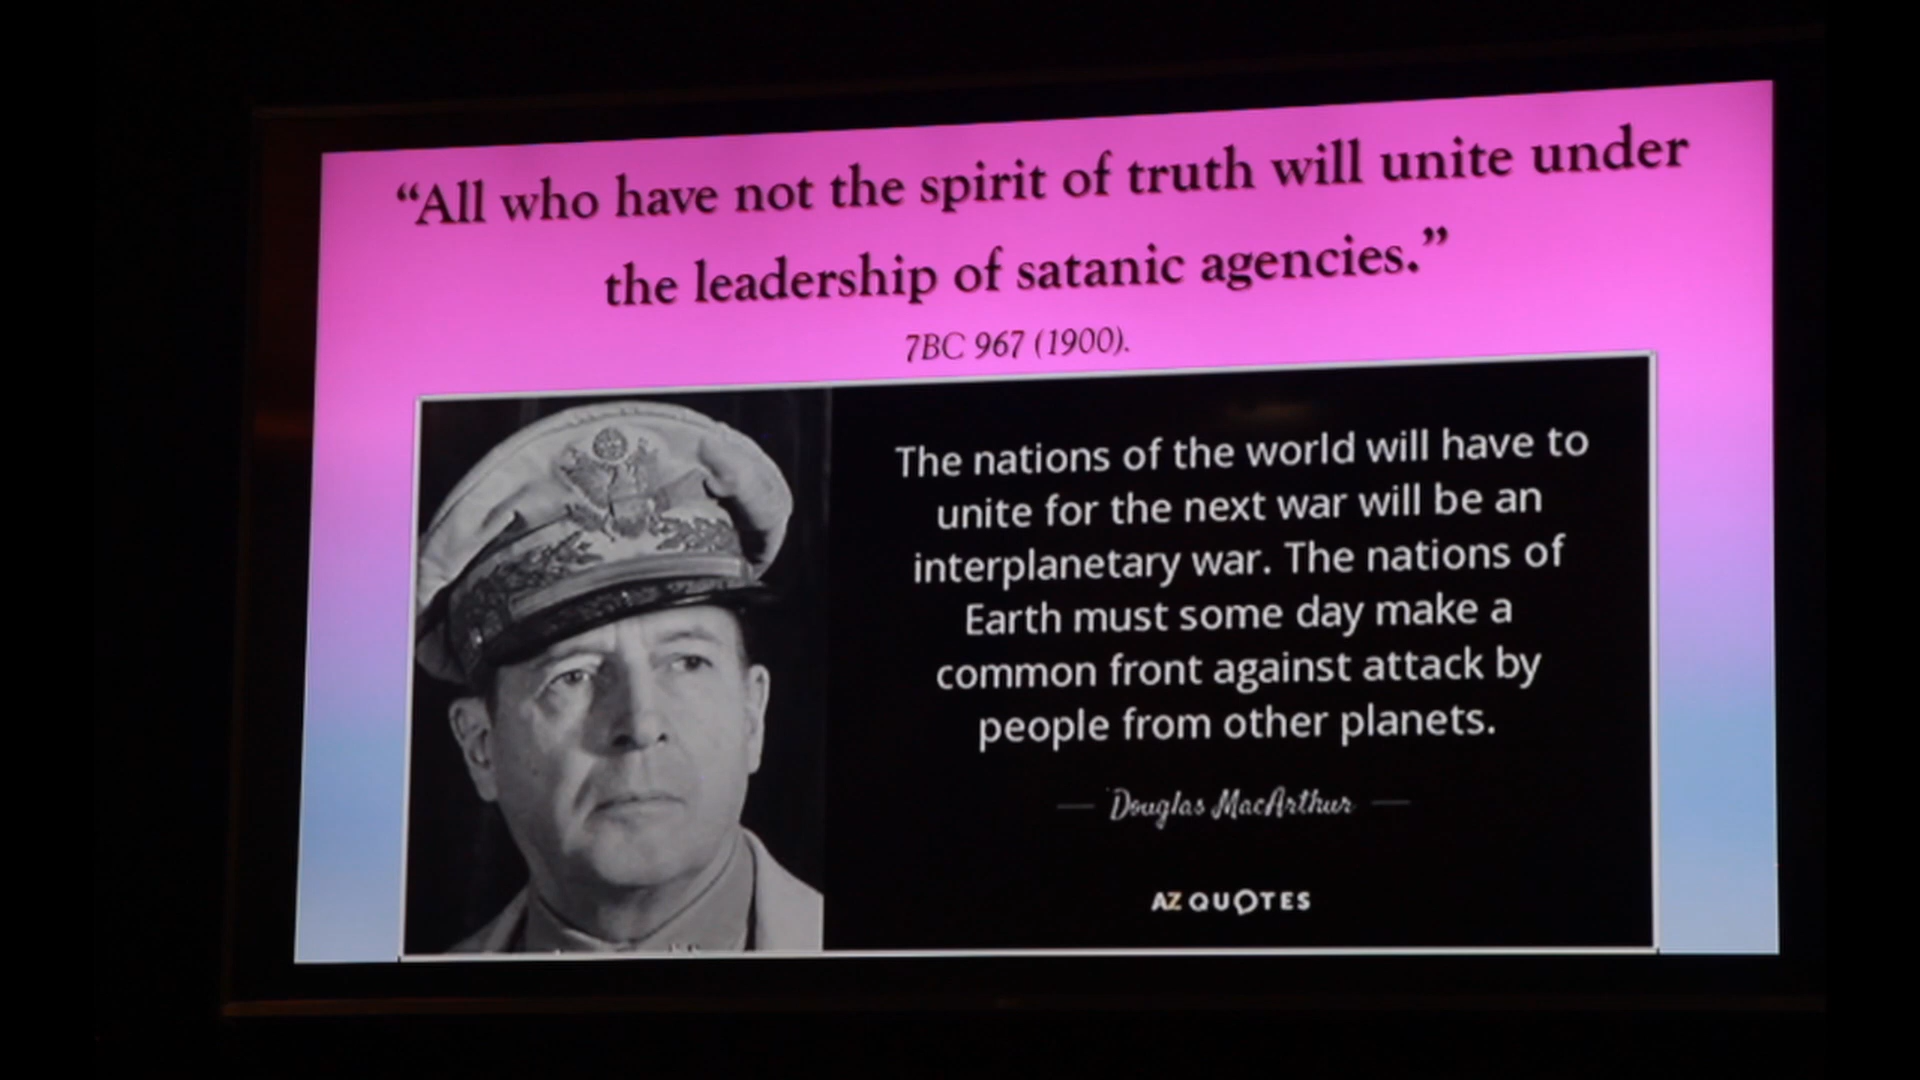 “All who have not the spirit of truth will unite under
the leadership of satanic agencies.”
7BC 967 (1900).
The nations of the world will have to
unite for the next war will be an
interplanetary war. The nations of
Earth must some day make a
common front against attack by
people from other planets.
— Douglas MacArthur —
AZ QUOTES